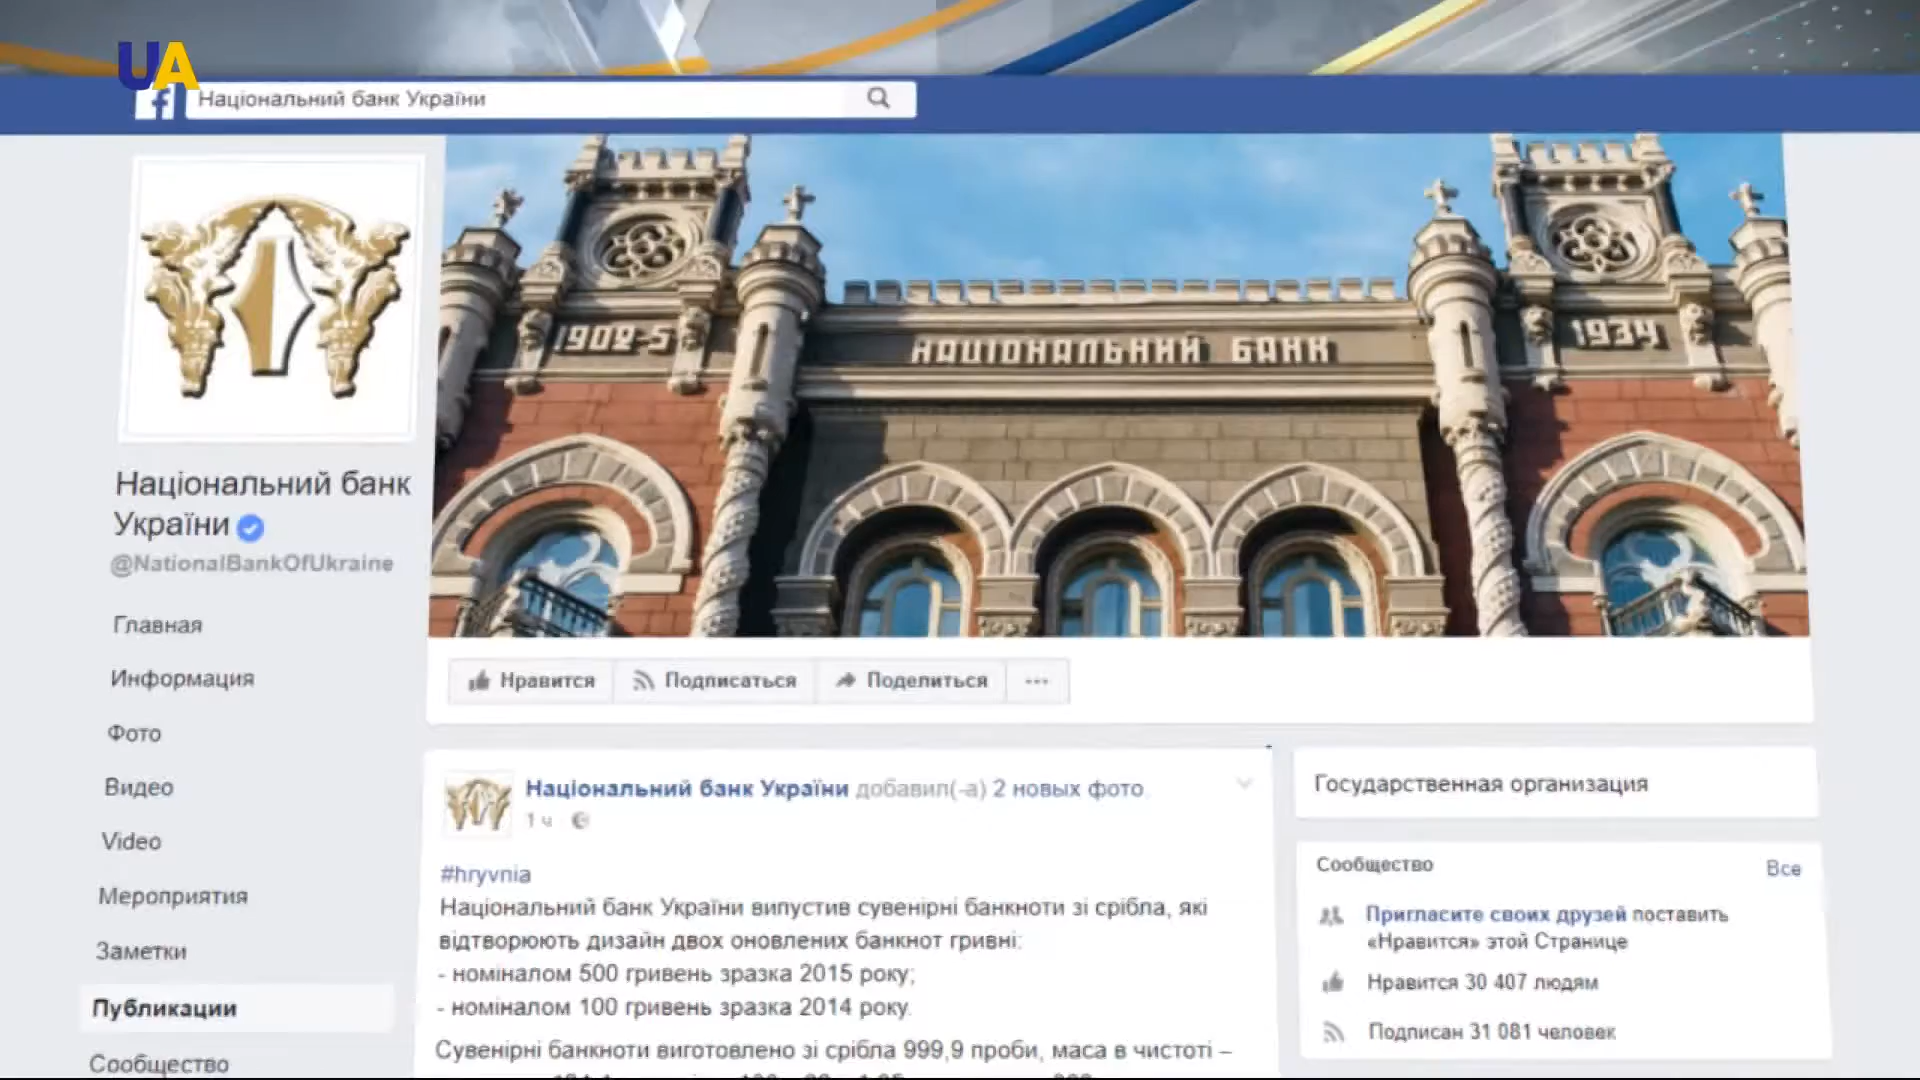 UA
Національний банк України
1902-5
НАЦІОНАЛЬНИЙ БАНК
1934
Національний банк
України
@NationalBankOfUkraine
Главная
Информация
Фото
Видео
Video
Мероприятия
Заметки
Публикации
Сообщество
Нравится Подписаться Поделиться
Національний банк України добавил(-а) 2 новых фото.
1 ч
#hryvnia
Національний банк України випустив сувенірні банкноти зі срібла, які
відтворюють дизайн двох оновлених банкнот гривні:
- номіналом 500 гривень зразка 2015 року;
- номіналом 100 гривень зразка 2014 року.
Сувенірні банкноти виготовлено зі срібла 999,9 проби, маса в чистоті –
Государственная организация
Сообщество Все
Пригласите своих друзей поставить
«Нравится» этой Странице
Нравится 30 407 людям
Подписан 31 081 человек